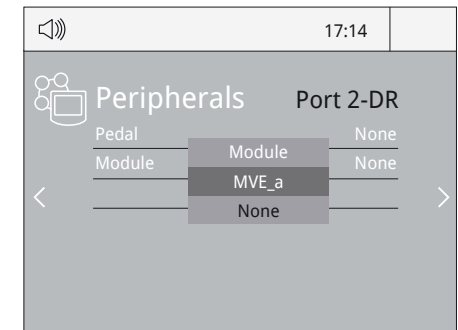 17:14
Peripherals Port 2-DR
Pedal None
Module None
Module
MVE_a
None